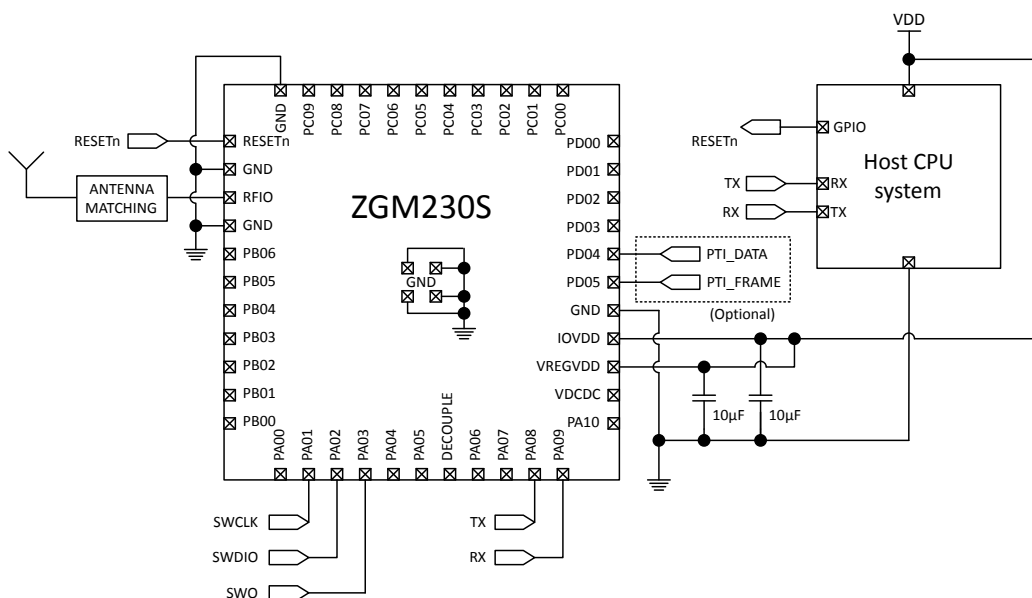 VDD
GND
PC09
PC08
PC07
PC06
PC05
PC04
PC03
PC02
PC01
PC00
RESETn
RESETn
GND
RFIO
GND
PB06
PB05
PB04
PB03
PB02
PB01
PB00
ANTENNA
MATCHING
ZGM230S
GND
PD00
PD01
PD02
PD03
PD04
PD05
GND
IOVDD
VREGVDD
VDCDC
PA10
PTI_DATA
PTI_FRAME
(Optional)
RESETn
GPIO
Host CPU
system
TX
RX
RX
TX
10µF
10µF
PA00
PA01
PA02
PA03
PA04
PA05
DECOUPLE
PA06
PA07
PA08
PA09
SWCLK
SWDIO
SWO
TX
RX